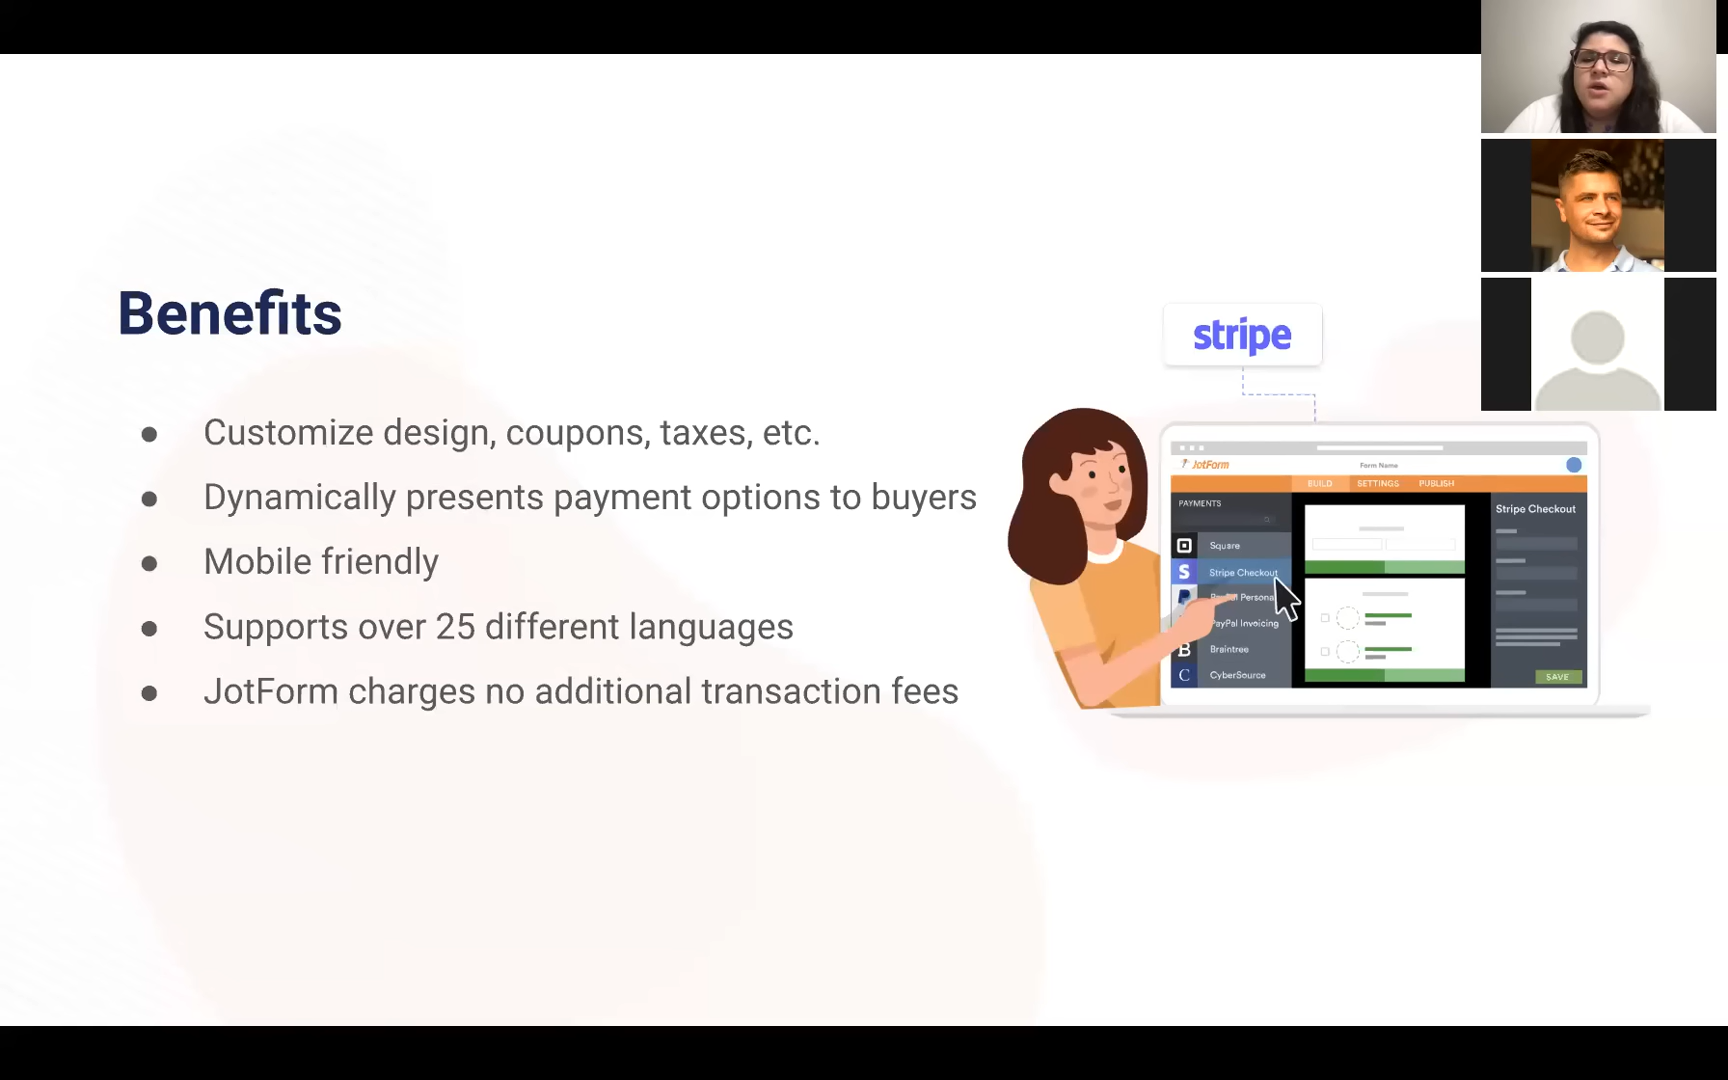 Benefits
● Customize design, coupons, taxes, etc.
● Dynamically presents payment options to buyers
● Mobile friendly
● Supports over 25 different languages
● JotForm charges no additional transaction fees
stripe
JotForm
Form Name
BUILD SETTINGS PUBLISH
PAYMENTS
Square
S Stripe Checkout
Personal
PayPal Invoicing
B Braintree
C CyberSource
Stripe Checkout
SAVE